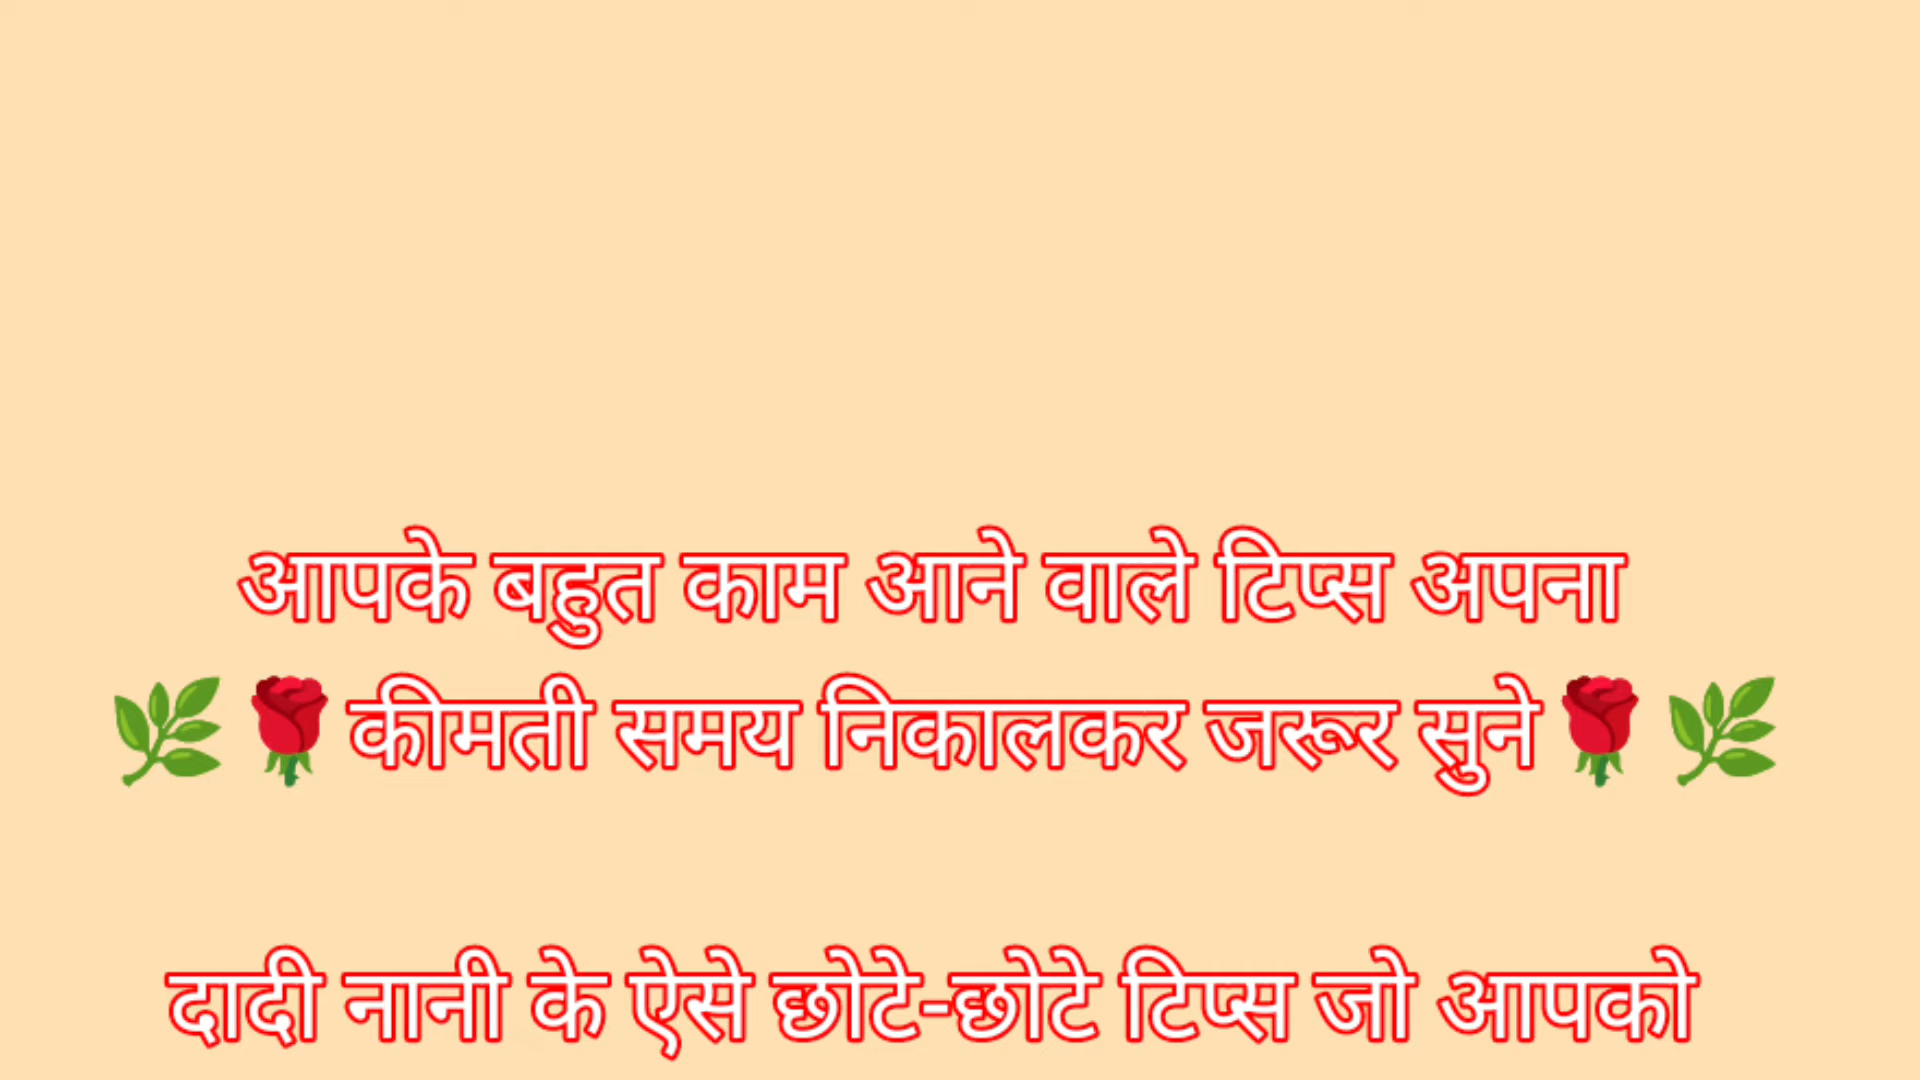 आपके बहुत काम आने वाले टिप्स अपना
🌿🌹कीमती समय निकालकर जरूर सुने🌹🌿
दादी नानी के ऐसे छोटे-छोटे टिप्स जो आपको